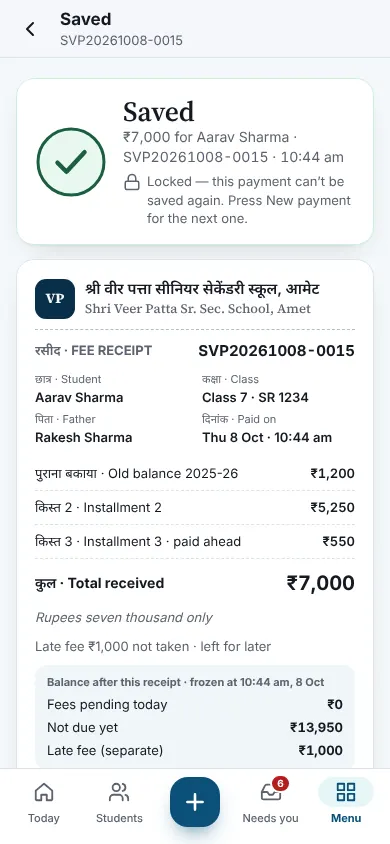 Saved
SVP20261008-0015
Saved
₹7,000 for Aarav Sharma ·
SVP20261008-0015 · 10:44 am
Locked — this payment can't be
saved again. Press New payment
for the next one.
VP
श्री वीर पत्ता सीनियर सेकेंडरी स्कूल, आमेट
Shri Veer Patta Sr. Sec. School, Amet
रसीद · FEE RECEIPT SVP20261008-0015
छात्र · Student कक्षा · Class
Aarav Sharma Class 7 · SR 1234
पिता · Father दिनांक · Paid on
Rakesh Sharma Thu 8 Oct · 10:44 am
पुराना बकाया · Old balance 2025-26 ₹1,200
किस्त 2 · Installment 2 ₹5,250
किस्त 3 · Installment 3 · paid ahead ₹550
कुल · Total received ₹7,000
Rupees seven thousand only
Late fee ₹1,000 not taken · left for later
Balance after this receipt · frozen at 10:44 am, 8 Oct
Fees pending today ₹0
Not due yet ₹13,950
Late fee (separate) ₹1,000
6
Today Students Needs you Menu